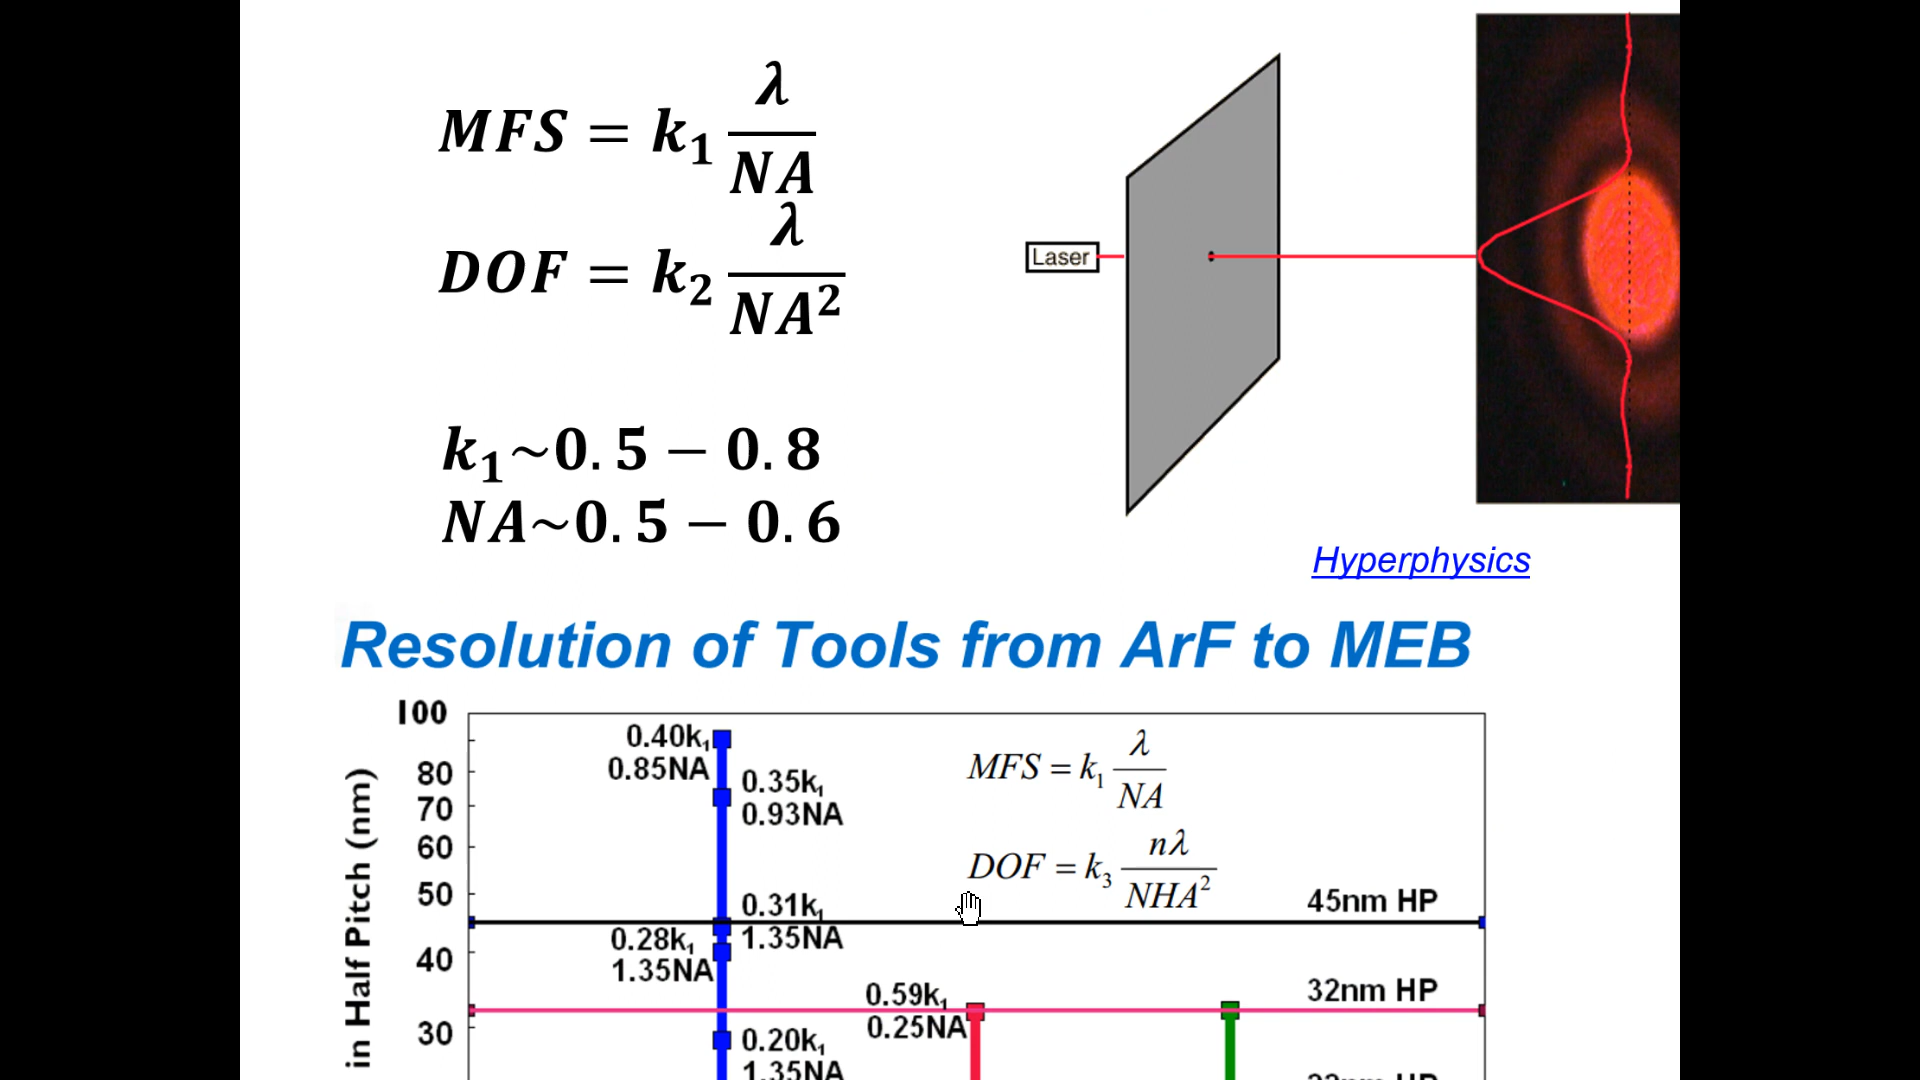 MFS = k₁ λ/NA
DOF = k₂ λ/NA²
k₁~0.5 − 0.8
NA~0.5 − 0.6
Laser
Hyperphysics
Resolution of Tools from ArF to MEB
in Half Pitch (nm)
100
80
70
60
50
40
30
0.40k₁
0.85NA
0.35k₁
0.93NA
MFS = k₁ λ/NA
DOF = k₃ nλ/NHA²
0.31k₁
1.35NA
45nm HP
0.28k₁
1.35NA
0.59k₁
0.25NA
32nm HP
0.20k₁
1.35NA